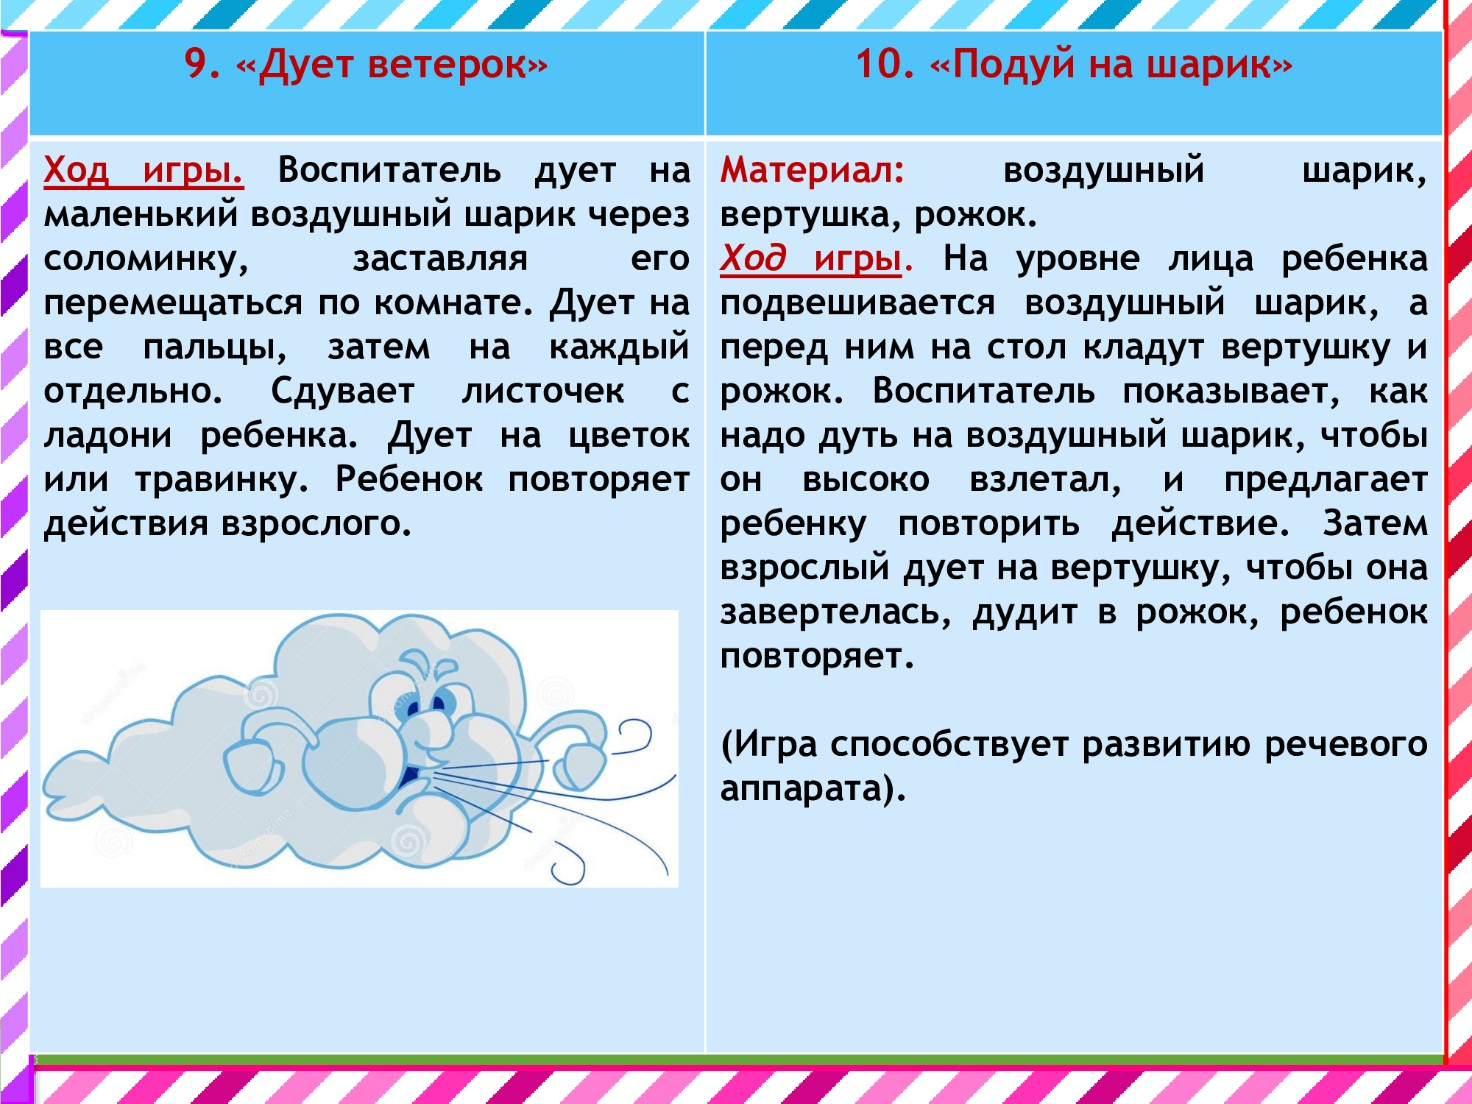 9. «Дует ветерок»
10. «Подуй на шарик»
Ход игры. Воспитатель дует на
маленький воздушный шарик через
соломинку, заставляя его
перемещаться по комнате. Дует на
все пальцы, затем на каждый
отдельно. Сдувает листочек с
ладони ребенка. Дует на цветок
или травинку. Ребенок повторяет
действия взрослого.
Материал: воздушный шарик,
вертушка, рожок.
Ход игры. На уровне лица ребенка
подвешивается воздушный шарик, а
перед ним на стол кладут вертушку и
рожок. Воспитатель показывает, как
надо дуть на воздушный шарик, чтобы
он высоко взлетал, и предлагает
ребенку повторить действие. Затем
взрослый дует на вертушку, чтобы она
завертелась, дудит в рожок, ребенок
повторяет.
(Игра способствует развитию речевого
аппарата).